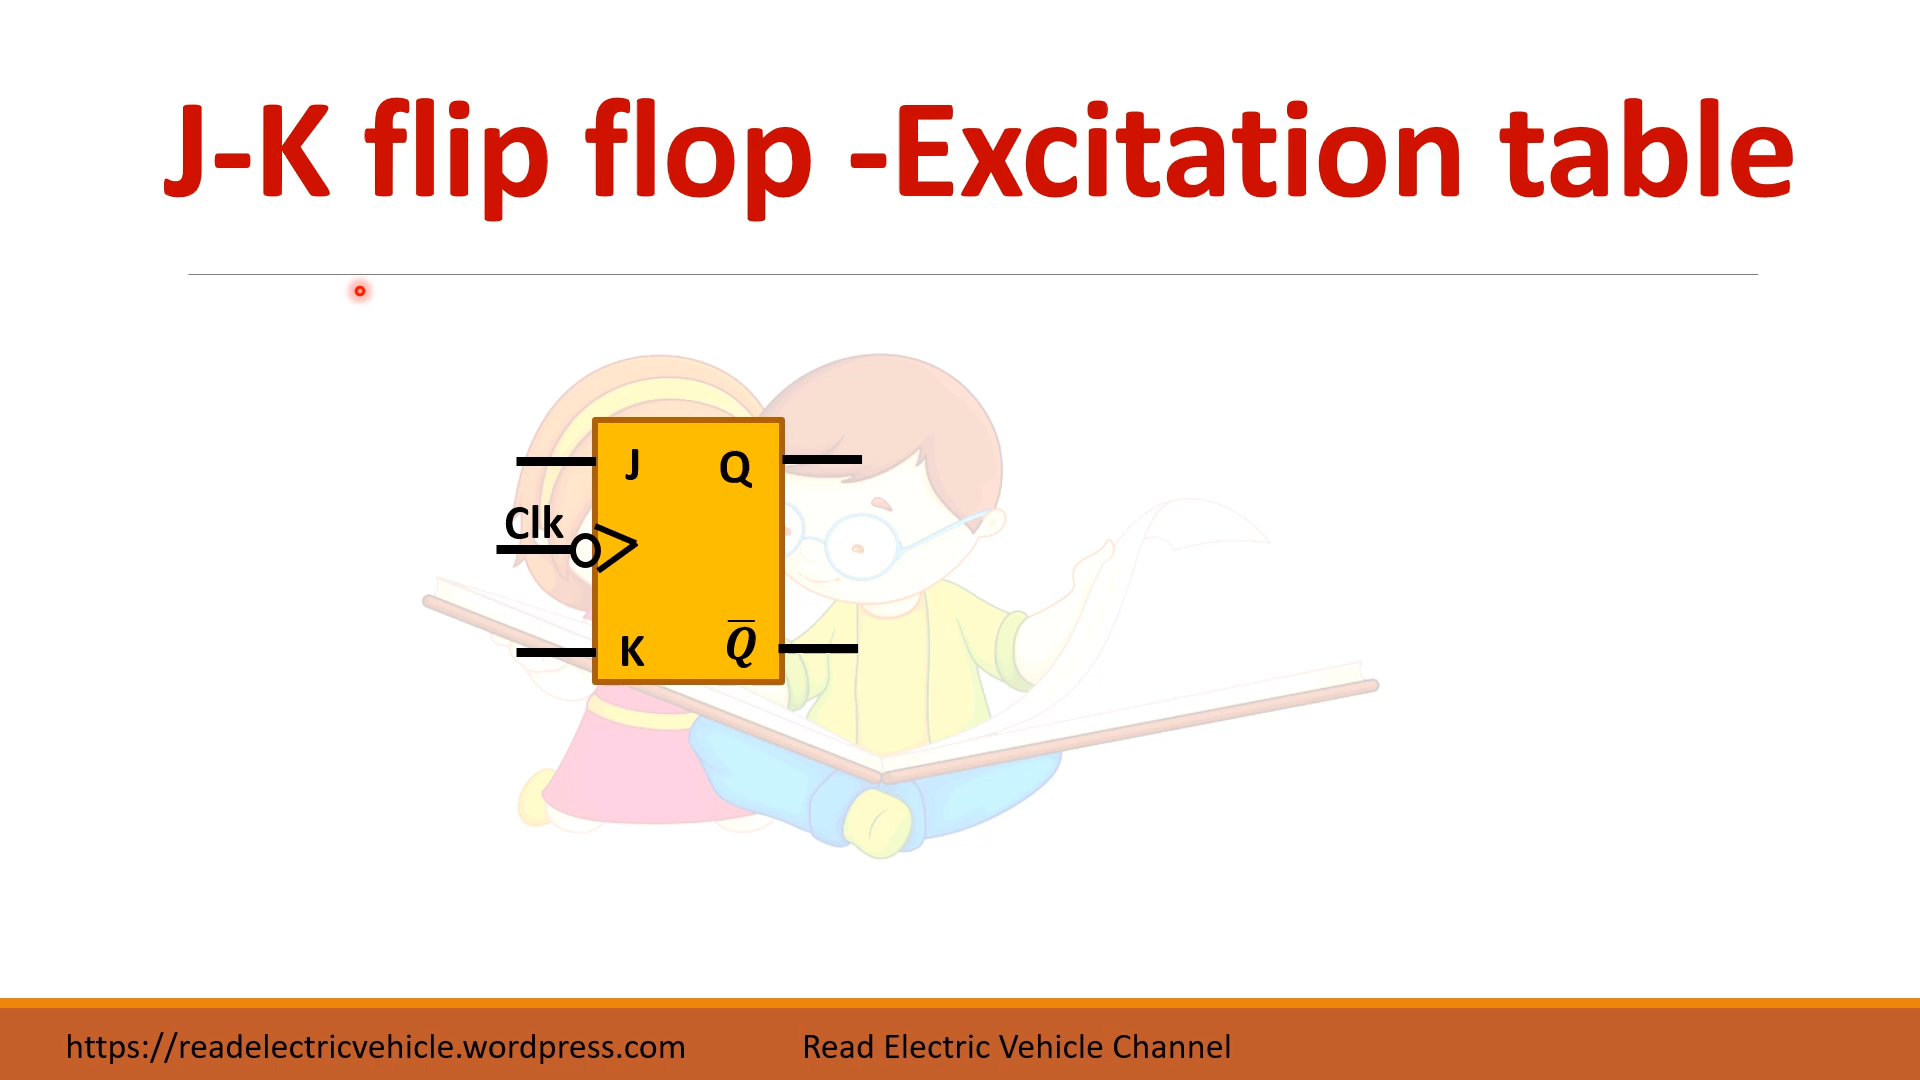 J-K flip flop -Excitation table
J Q
Clk
K Q̅
https://readelectricvehicle.wordpress.com Read Electric Vehicle Channel